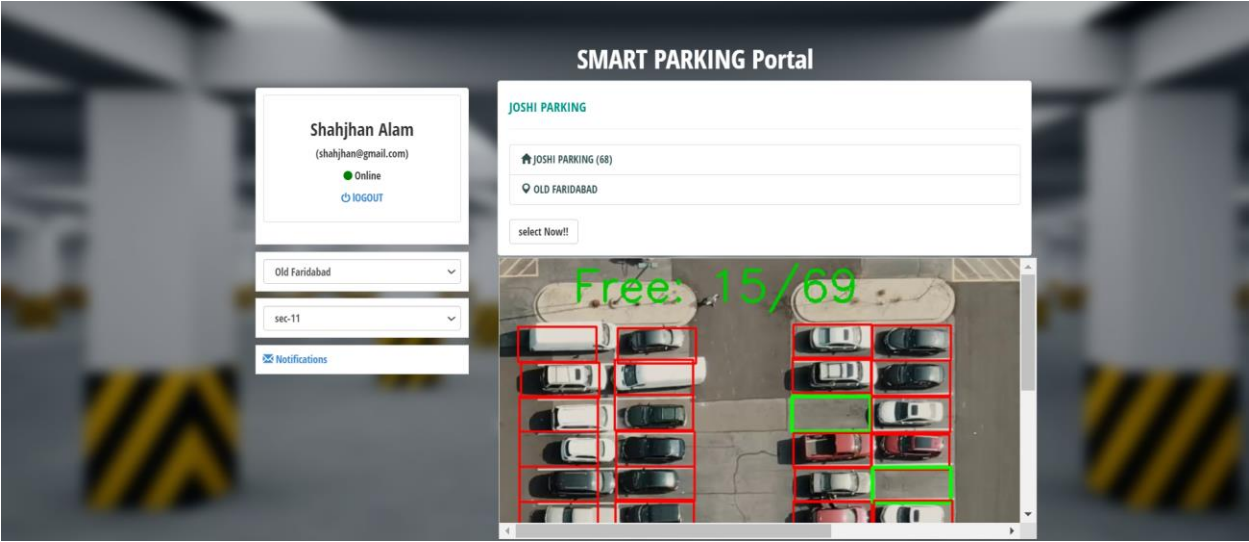 SMART PARKING Portal
Shahjhan Alam
(shahjhan@gmail.com)
Online
lOGOUT
Old Faridabad
sec-11
Notifications
JOSHI PARKING
JOSHI PARKING (68)
OLD FARIDABAD
select Now!!
Free: 15/69